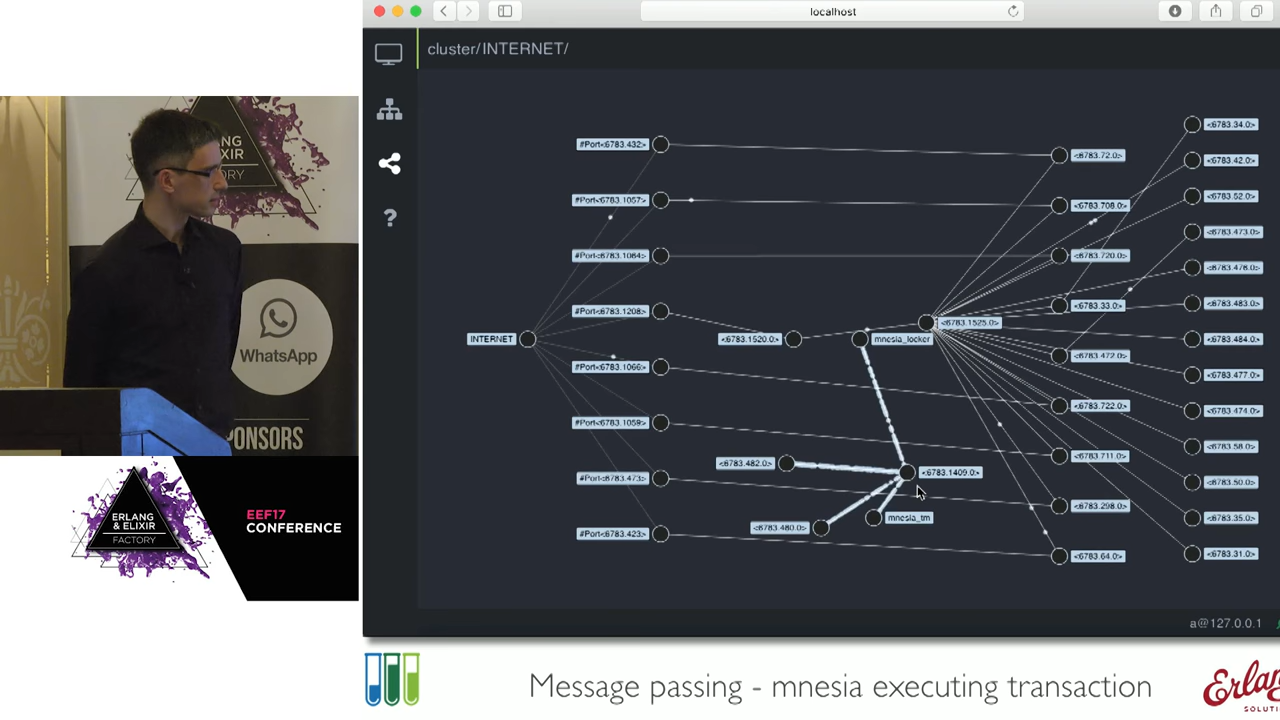 localhost
cluster/INTERNET/
#Port<6783.432>
#Port<6783.1057>
#Port<6783.1064>
#Port<6783.1208>
#Port<6783.1066>
#Port<6783.1059>
#Port<6783.473>
#Port<6783.423>
INTERNET
<6783.1520.0>
mnesia_locker
<6783.1525.0>
<6783.482.0>
<6783.1409.0>
<6783.480.0>
mnesia_tm
<6783.72.0>
<6783.708.0>
<6783.720.0>
<6783.33.0>
<6783.472.0>
<6783.722.0>
<6783.711.0>
<6783.298.0>
<6783.64.0>
<6783.34.0>
<6783.42.0>
<6783.52.0>
<6783.473.0>
<6783.476.0>
<6783.483.0>
<6783.484.0>
<6783.477.0>
<6783.474.0>
<6783.58.0>
<6783.50.0>
<6783.35.0>
<6783.31.0>
a@127.0.0.1
WhatsApp
PONSORS
ERLANG
& ELIXIR
FACTORY
EEF17
CONFERENCE
Message passing - mnesia executing transaction
Erlang
SOLUTI